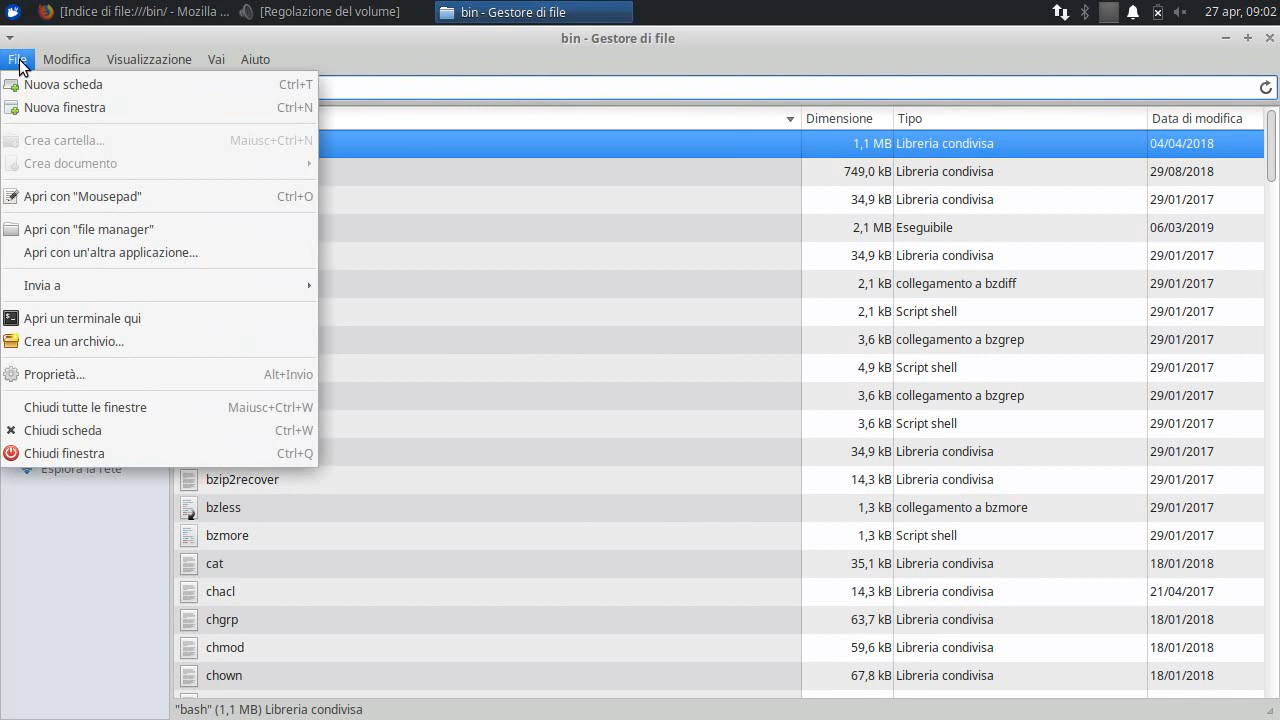 [Indice di file:///bin/ - Mozilla ...
[Regolazione del volume]
bin - Gestore di file
27 apr, 09:02
bin - Gestore di file
File Modifica Visualizzazione Vai Aiuto
Nuova scheda Ctrl+T
Nuova finestra Ctrl+N
Crea cartella... Maiusc+Ctrl+N
Crea documento
Apri con "Mousepad" Ctrl+O
Apri con "file manager"
Apri con un'altra applicazione...
Invia a
Apri un terminale qui
Crea un archivio...
Proprietà... Alt+Invio
Chiudi tutte le finestre Maiusc+Ctrl+W
Chiudi scheda Ctrl+W
Chiudi finestra Ctrl+Q
Esplora la rete
Dimensione Tipo Data di modifica
1,1 MB Libreria condivisa 04/04/2018
749,0 kB Libreria condivisa 29/08/2018
34,9 kB Libreria condivisa 29/01/2017
2,1 MB Eseguibile 06/03/2019
34,9 kB Libreria condivisa 29/01/2017
2,1 kB collegamento a bzdiff 29/01/2017
2,1 kB Script shell 29/01/2017
3,6 kB collegamento a bzgrep 29/01/2017
4,9 kB Script shell 29/01/2017
3,6 kB collegamento a bzgrep 29/01/2017
3,6 kB Script shell 29/01/2017
34,9 kB Libreria condivisa 29/01/2017
bzip2recover 14,3 kB Libreria condivisa 29/01/2017
bzless 1,3 kB collegamento a bzmore 29/01/2017
bzmore 1,3 kB Script shell 29/01/2017
cat 35,1 kB Libreria condivisa 18/01/2018
chacl 14,3 kB Libreria condivisa 21/04/2017
chgrp 63,7 kB Libreria condivisa 18/01/2018
chmod 59,6 kB Libreria condivisa 18/01/2018
chown 67,8 kB Libreria condivisa 18/01/2018
"bash" (1,1 MB) Libreria condivisa